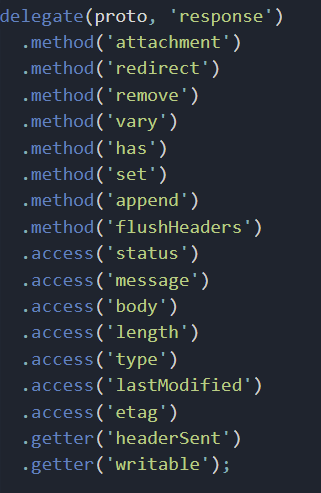 delegate(proto, 'response')
  .method('attachment')
  .method('redirect')
  .method('remove')
  .method('vary')
  .method('has')
  .method('set')
  .method('append')
  .method('flushHeaders')
  .access('status')
  .access('message')
  .access('body')
  .access('length')
  .access('type')
  .access('lastModified')
  .access('etag')
  .getter('headerSent')
  .getter('writable');